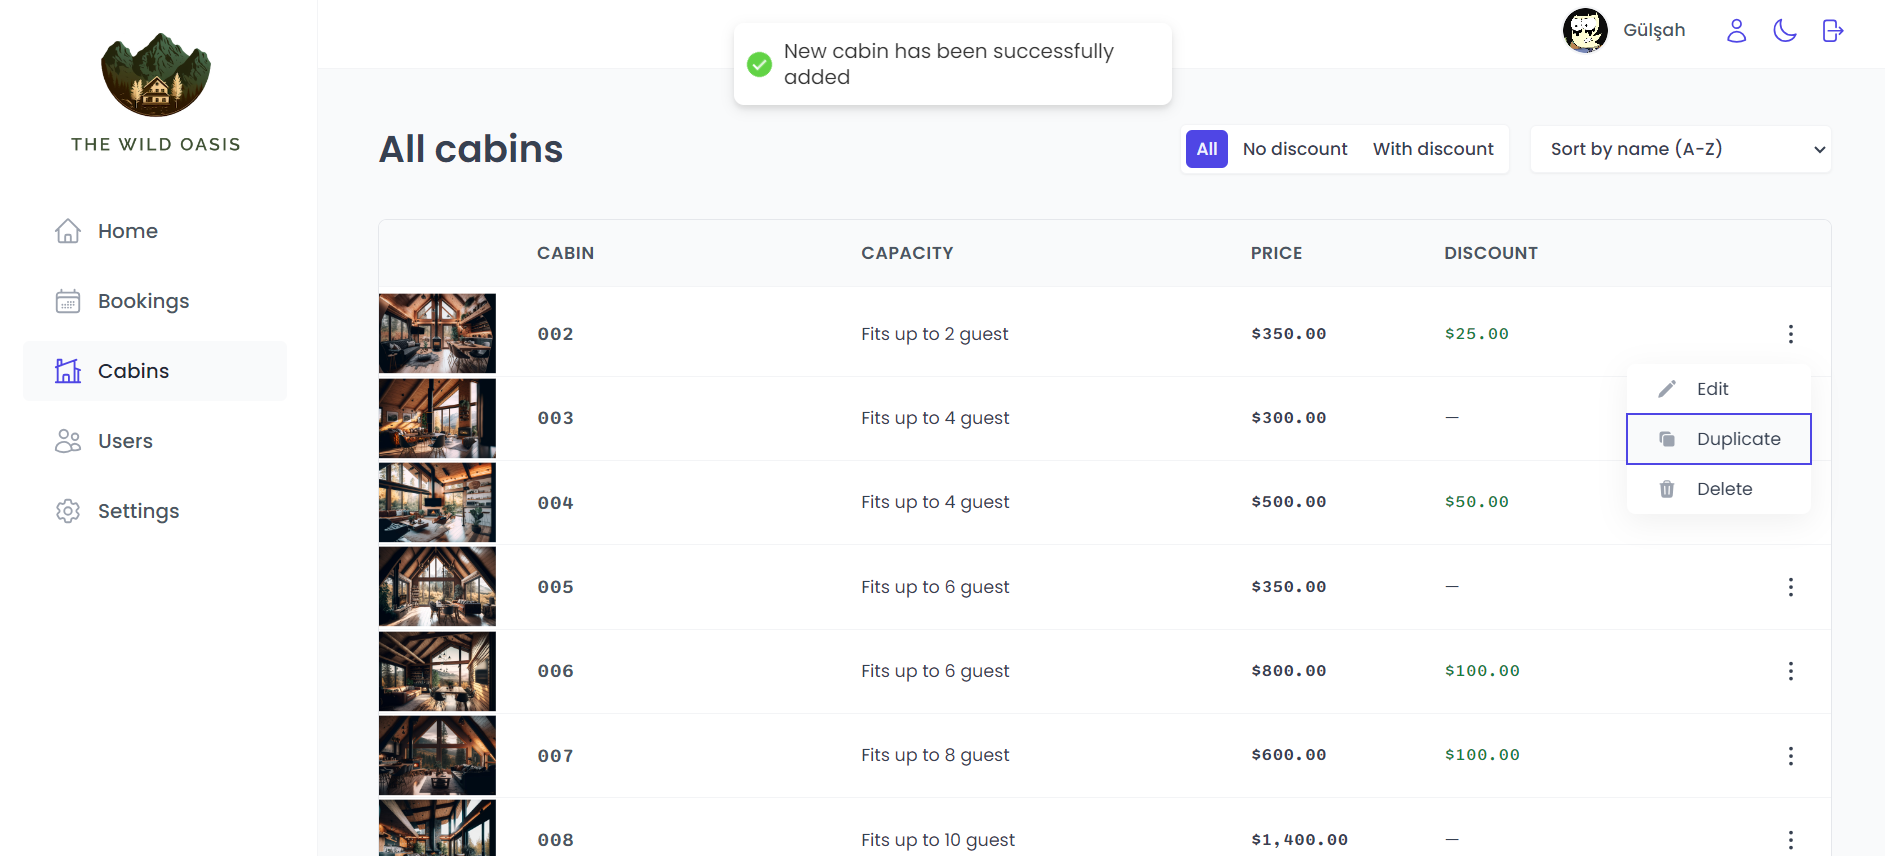 THE WILD OASIS
Home
Bookings
Cabins
Users
Settings
New cabin has been successfully
added
Gülşah
All cabins
All No discount With discount Sort by name (A-Z)
CABIN CAPACITY PRICE DISCOUNT
002 Fits up to 2 guest $350.00 $25.00
Edit
003 Fits up to 4 guest $300.00 —
Duplicate
Delete
004 Fits up to 4 guest $500.00 $50.00
005 Fits up to 6 guest $350.00 —
006 Fits up to 6 guest $800.00 $100.00
007 Fits up to 8 guest $600.00 $100.00
008 Fits up to 10 guest $1,400.00 —